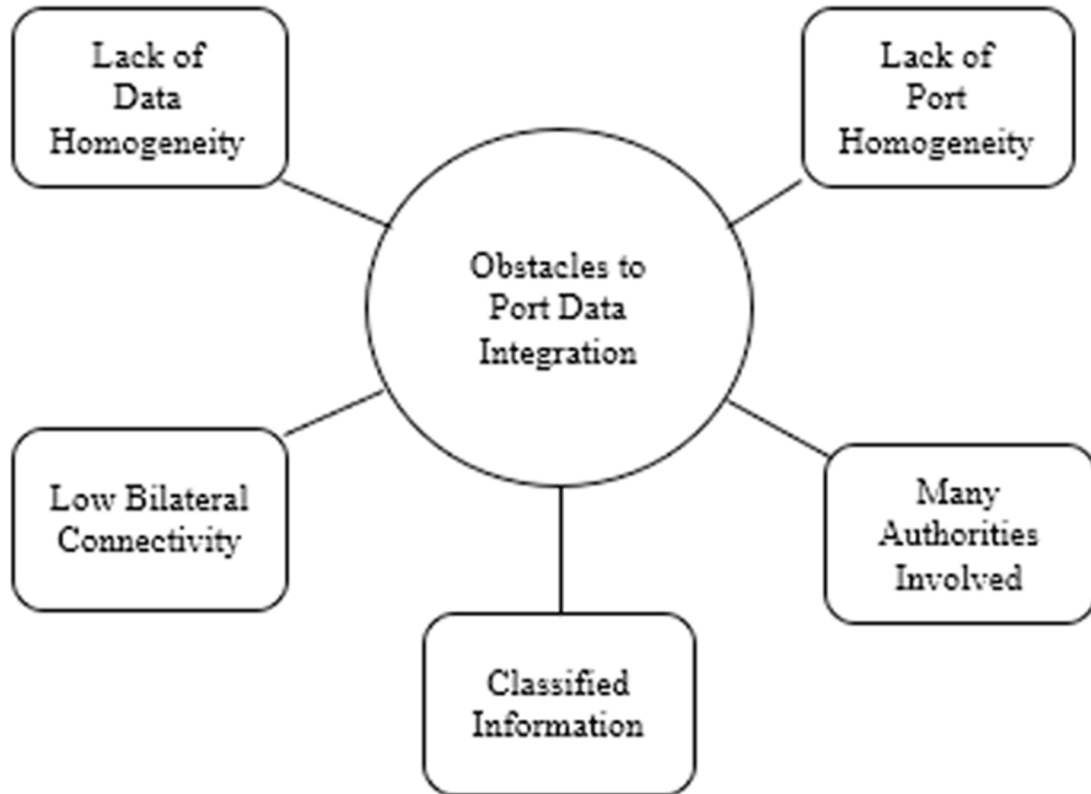 Lack of
Data
Homogeneity
Lack of
Port
Homogeneity
Obstacles to
Port Data
Integration
Low Bilateral
Connectivity
Many
Authorities
Involved
Classified
Information